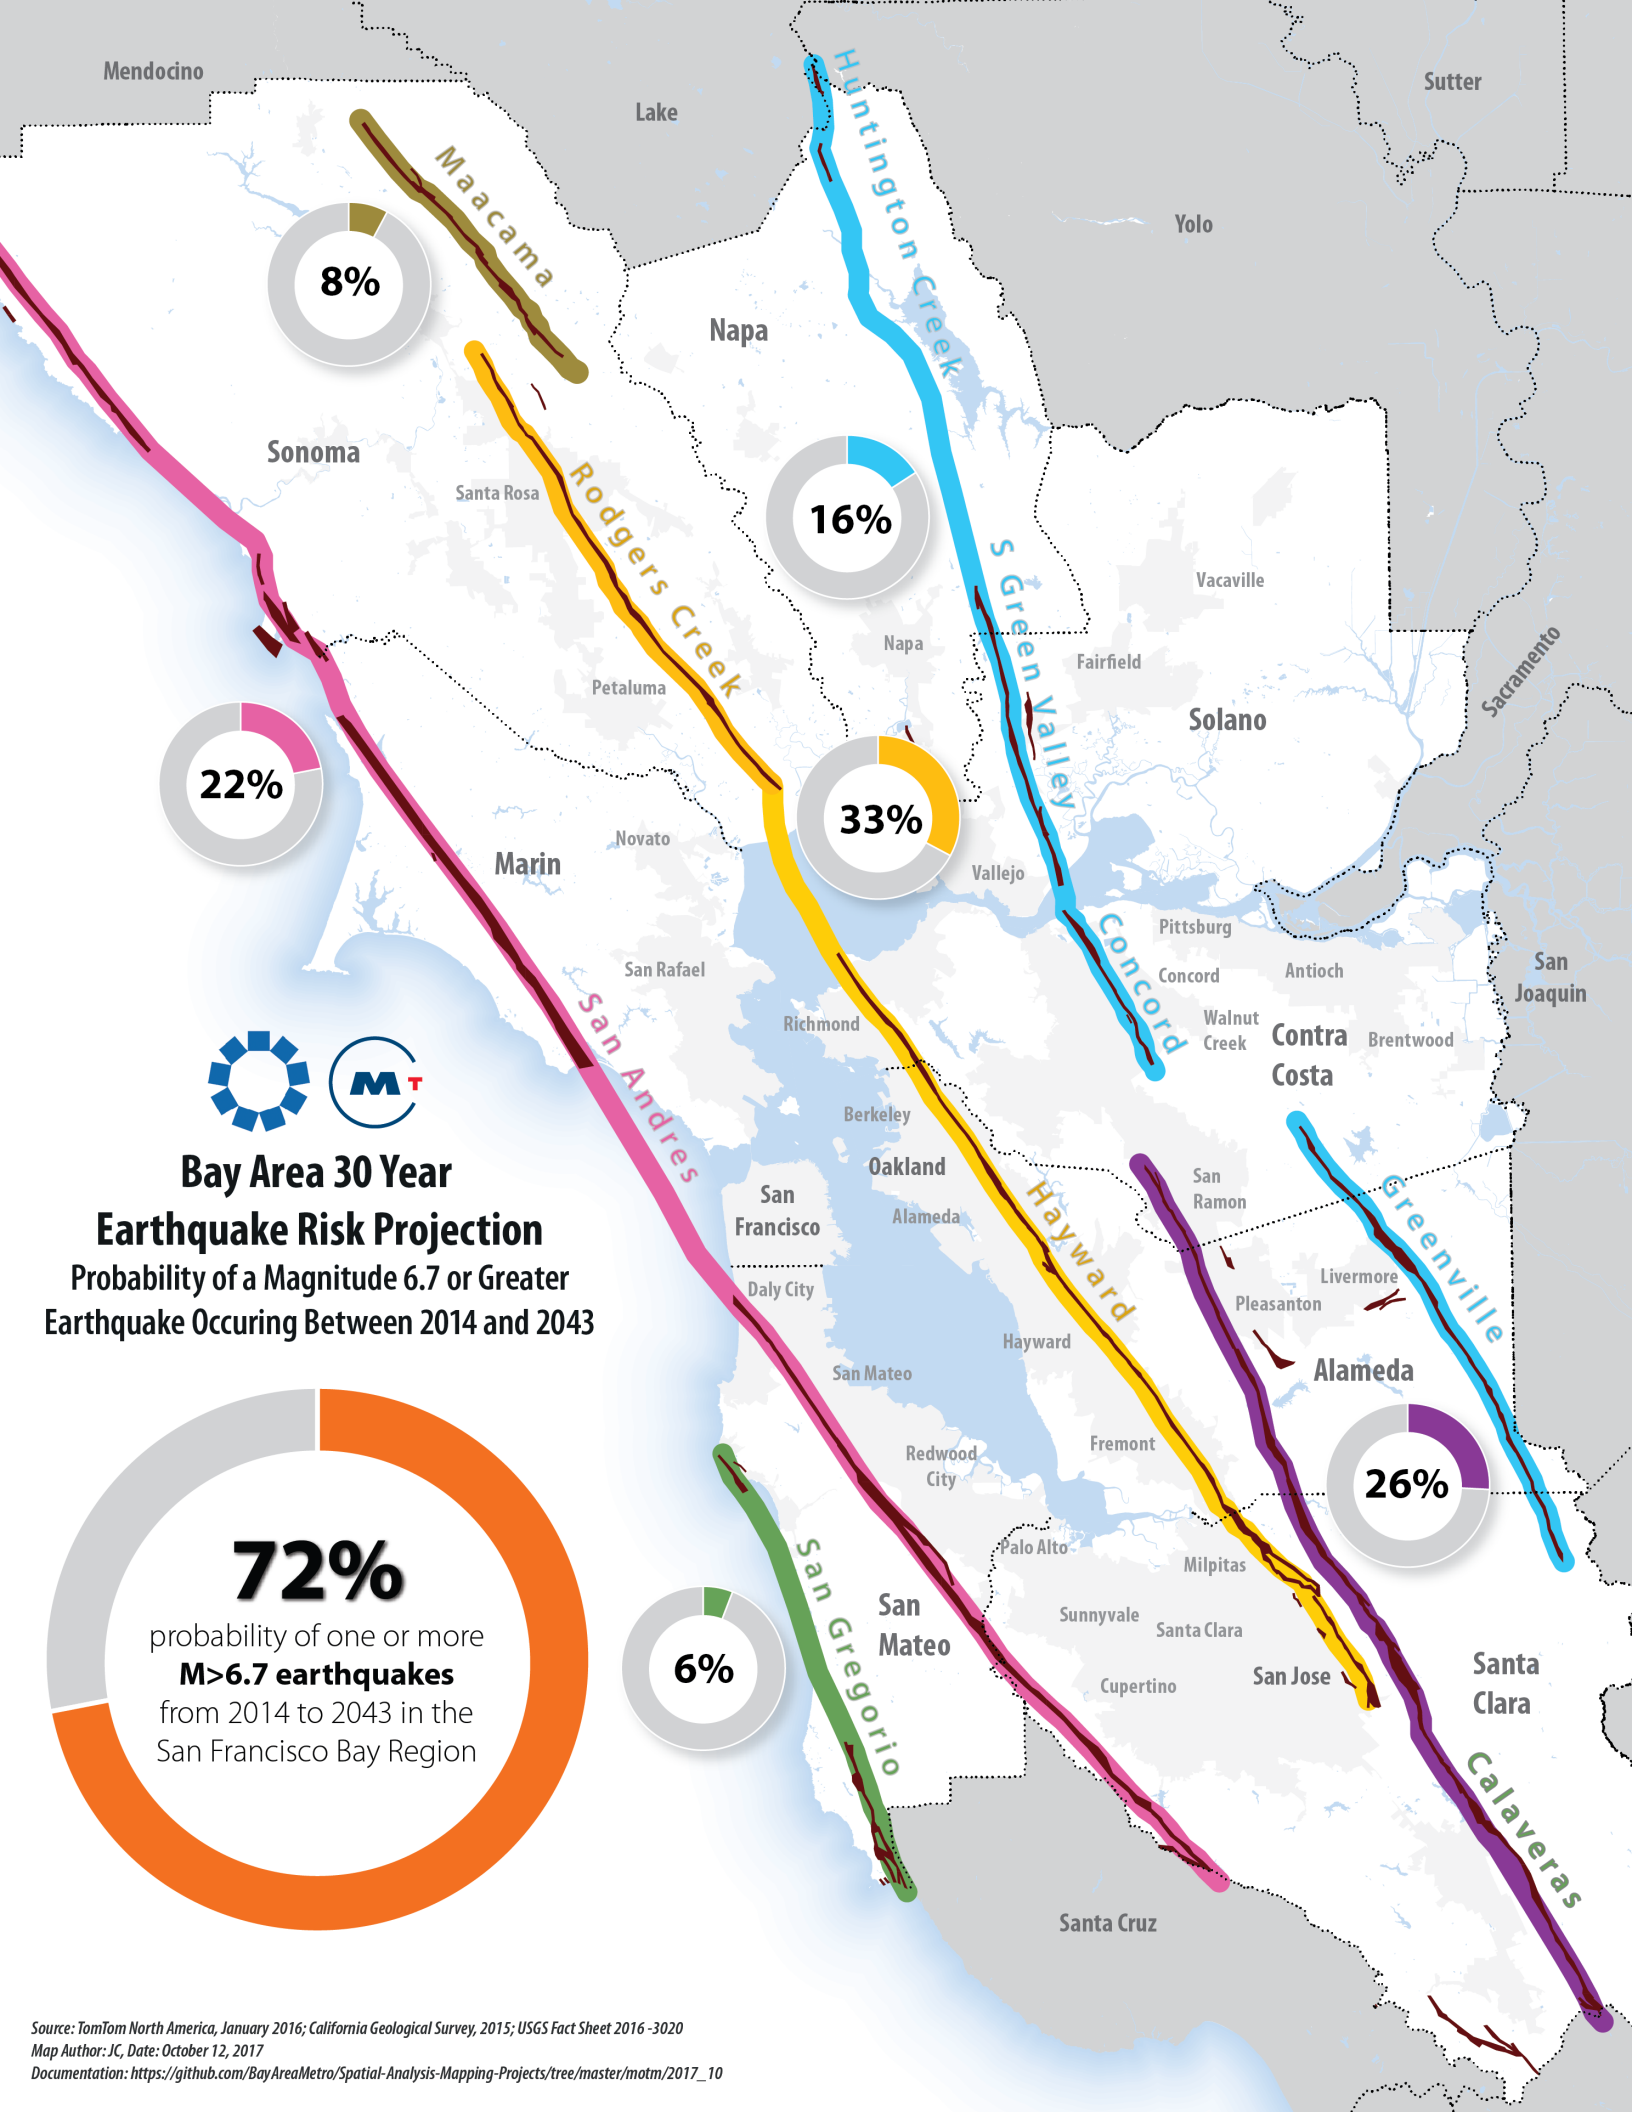 Mendocino
Lake
Sutter
Yolo
Huntington Creek
Maacama
8%
Napa
Sonoma
Santa Rosa
Rodgers Creek
16%
S Green Valley
Vacaville
Napa
Fairfield
Sacramento
Petaluma
Solano
22%
33%
Novato
Marin
Vallejo
Concord
Pittsburg
Concord
Antioch
San
Joaquin
San Rafael
Richmond
Walnut
Creek
Contra
Costa
Brentwood
San Andres
Berkeley
Oakland
Alameda
San
Francisco
San
Ramon
Hayward
Greenville
Daly City
Livermore
Pleasanton
Hayward
San Mateo
Alameda
Redwood
City
Fremont
26%
Palo Alto
Milpitas
San Gregorio
San
Mateo
Sunnyvale
Santa Clara
6%
Cupertino
San Jose
Santa
Clara
Calaveras
Santa Cruz
M T
Bay Area 30 Year
Earthquake Risk Projection
Probability of a Magnitude 6.7 or Greater
Earthquake Occuring Between 2014 and 2043
72%
probability of one or more
M>6.7 earthquakes
from 2014 to 2043 in the
San Francisco Bay Region
Source: TomTom North America, January 2016; California Geological Survey, 2015; USGS Fact Sheet 2016 -3020
Map Author: JC, Date: October 12, 2017
Documentation: https://github.com/BayAreaMetro/Spatial-Analysis-Mapping-Projects/tree/master/motm/2017_10